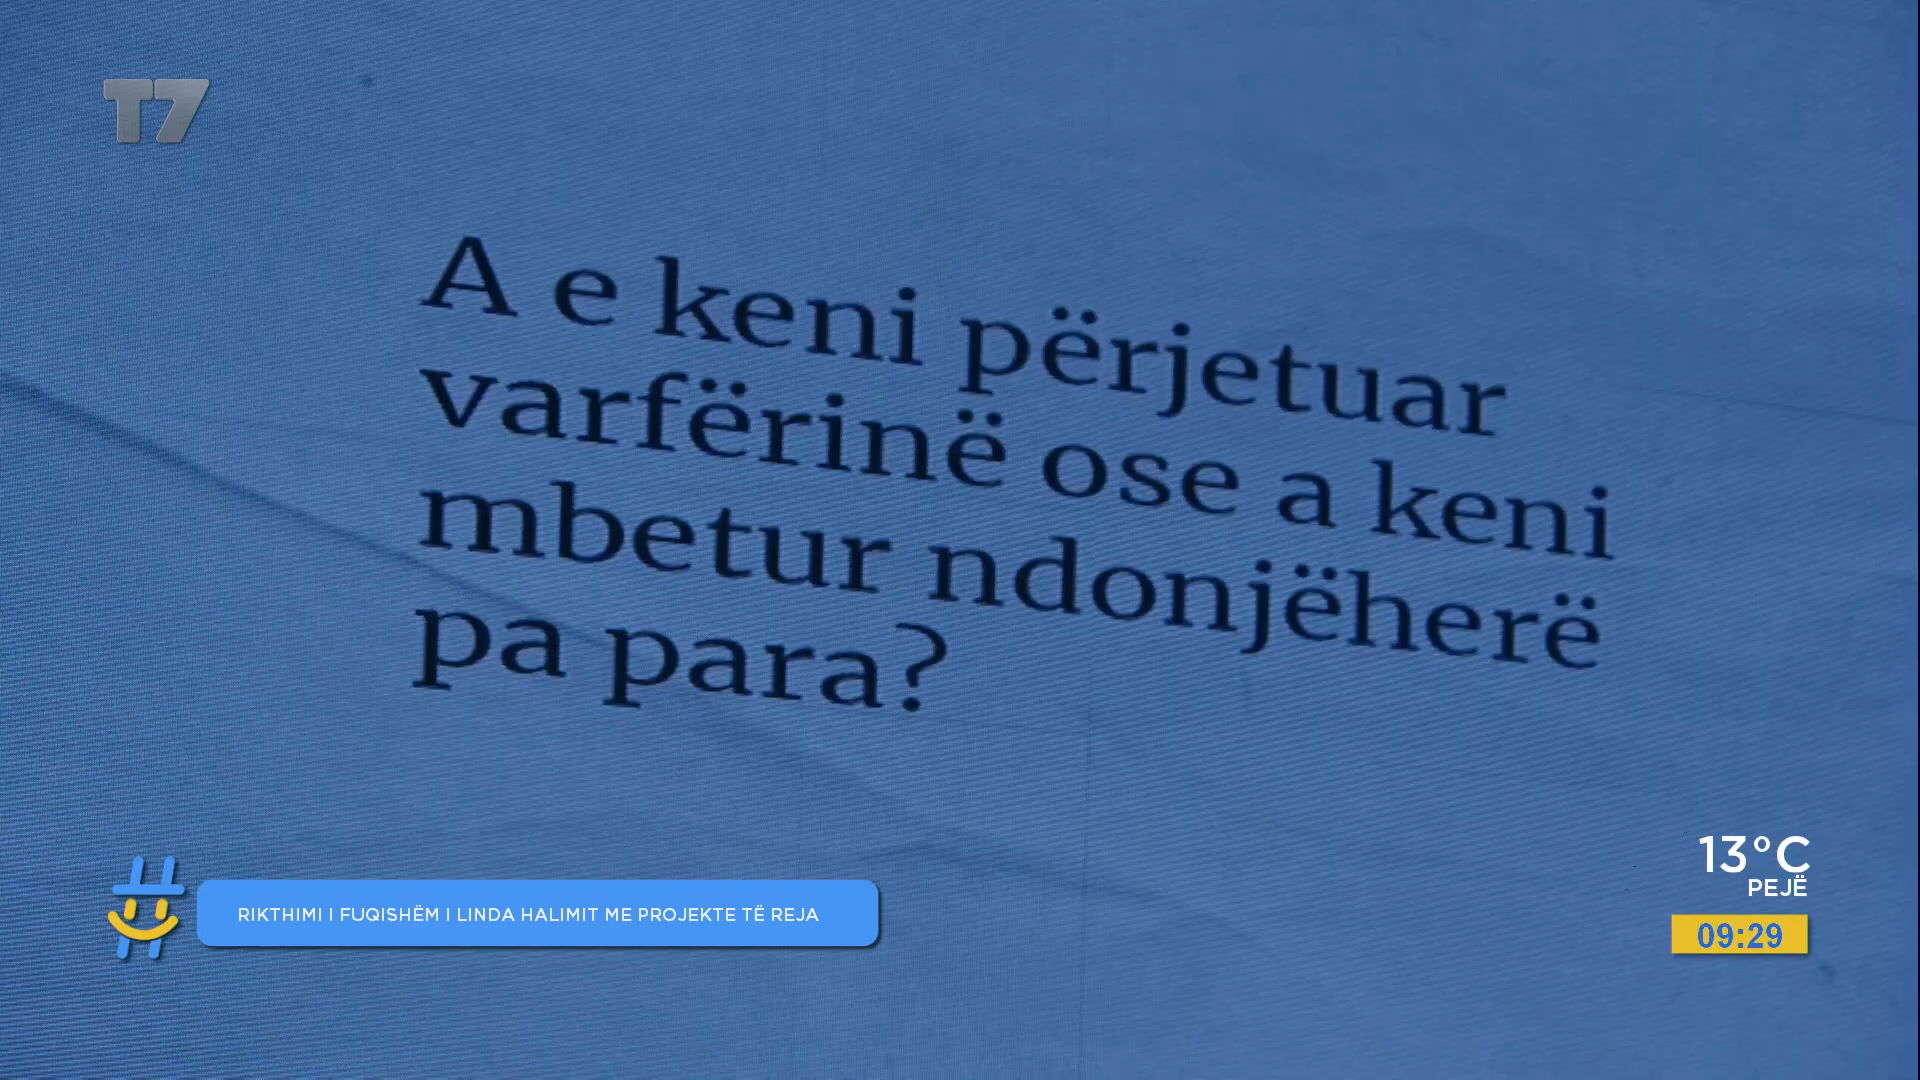 T7
A e keni përjetuar
varfërinë ose a keni
mbetur ndonjëherë
pa para?
13°C
PEJË
RIKTHIMI I FUQISHËM I LINDA HALIMIT ME PROJEKTE TË REJA
09:29